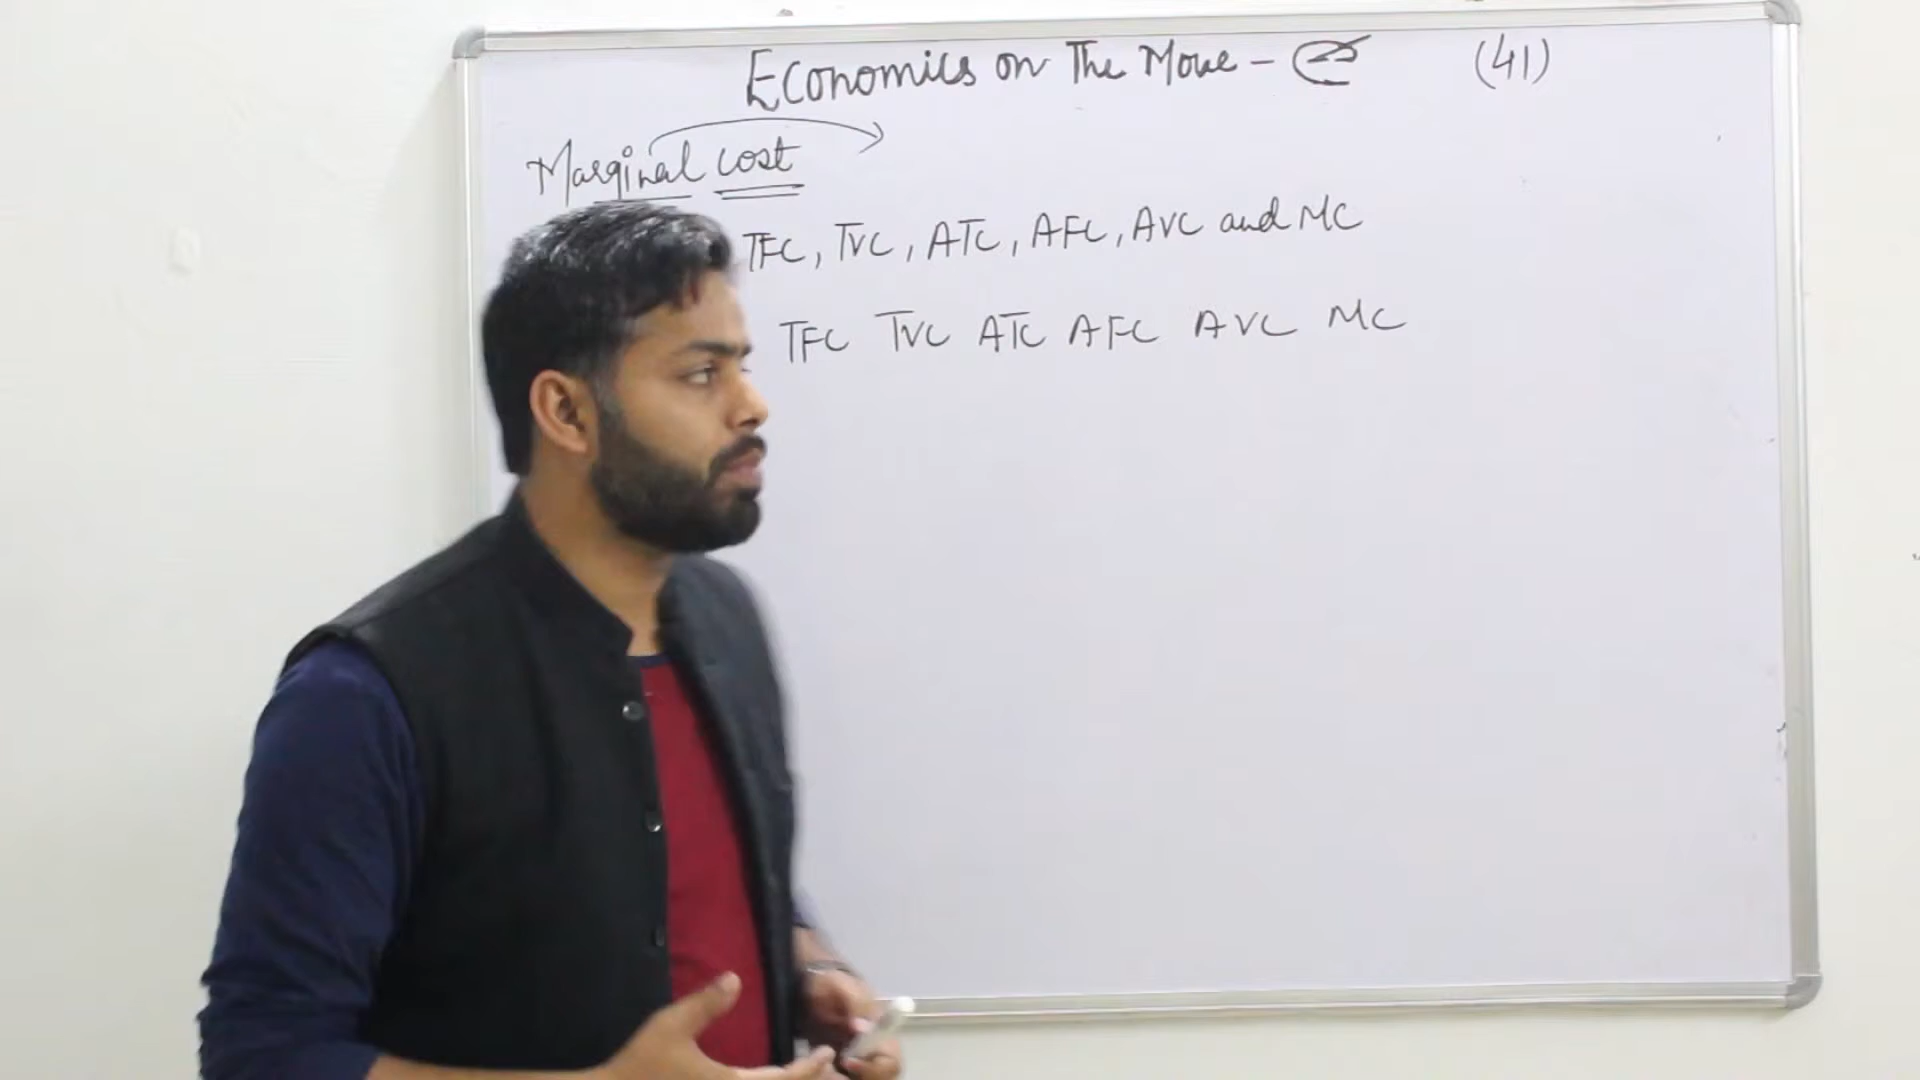 Economics on The Move - (41)
Marginal cost
TFC, TVC, ATC, AFC, AVC and MC
TFC TVC ATC AFC AVC MC